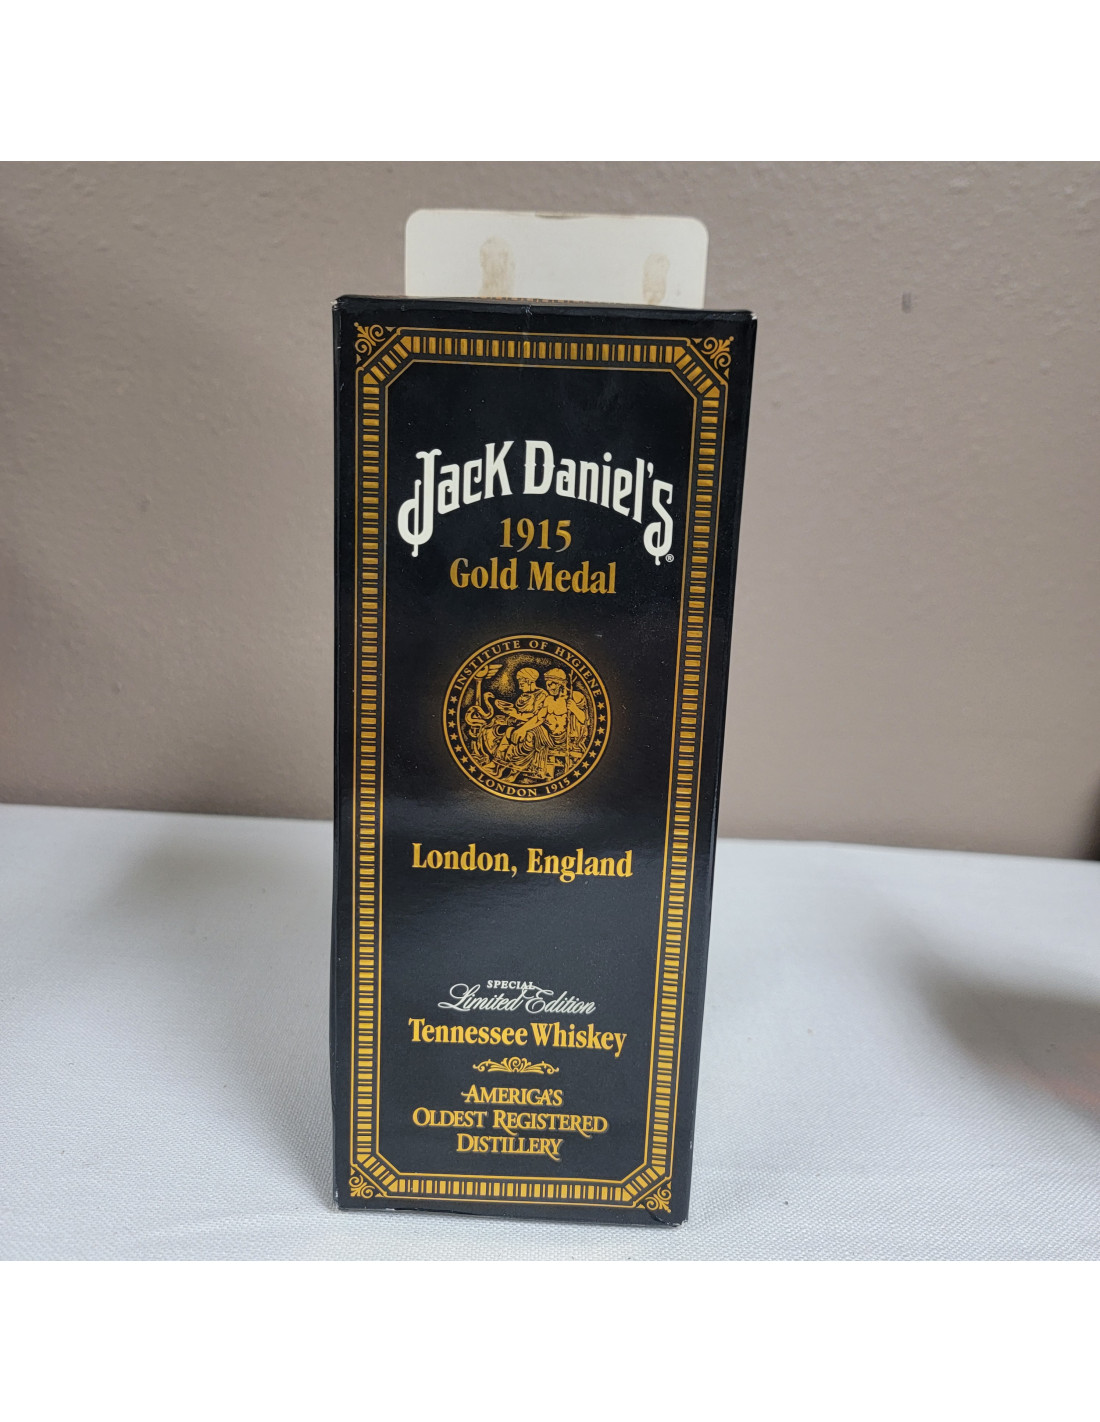 Jack Daniel's®
1915
Gold Medal
INSTITUTE OF HYGIENE
LONDON 1915
London, England
SPECIAL
Limited Edition
Tennessee Whiskey
AMERICA'S
OLDEST REGISTERED
DISTILLERY